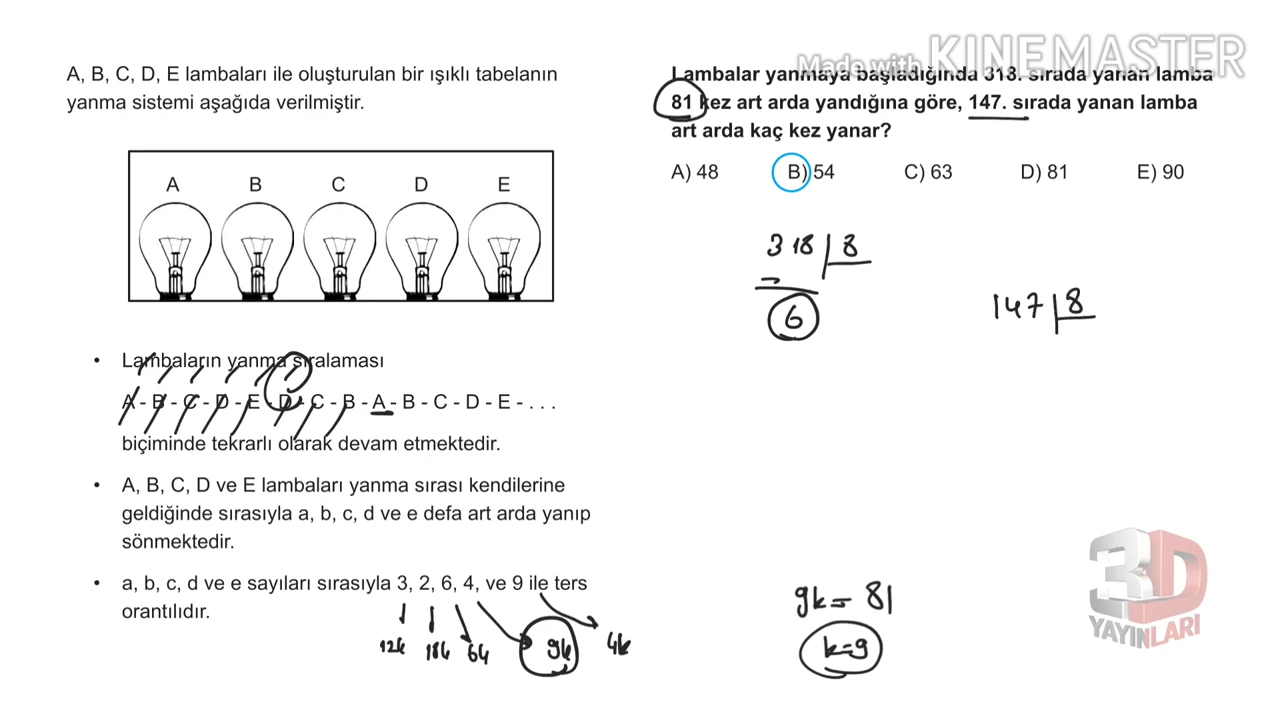 A, B, C, D, E lambaları ile oluşturulan bir ışıklı tabelanın
yanma sistemi aşağıda verilmiştir.
A B C D E
• Lambaların yanma sıralaması
A - B - C - D - E - D - C - B - A - B - C - D - E - . . .
biçiminde tekrarlı olarak devam etmektedir.
• A, B, C, D ve E lambaları yanma sırası kendilerine
geldiğinde sırasıyla a, b, c, d ve e defa art arda yanıp
sönmektedir.
• a, b, c, d ve e sayıları sırasıyla 3, 2, 6, 4, ve 9 ile ters
orantılıdır.
12k 18k 6k 9k 4k
Made with KINEMASTER
Lambalar yanmaya başladığında 318. sırada yanan lamba
81 kez art arda yandığına göre, 147. sırada yanan lamba
art arda kaç kez yanar?
A) 48 B) 54 C) 63 D) 81 E) 90
318 8
6
147 8
9k = 81
k=9
3D
YAYINLARI